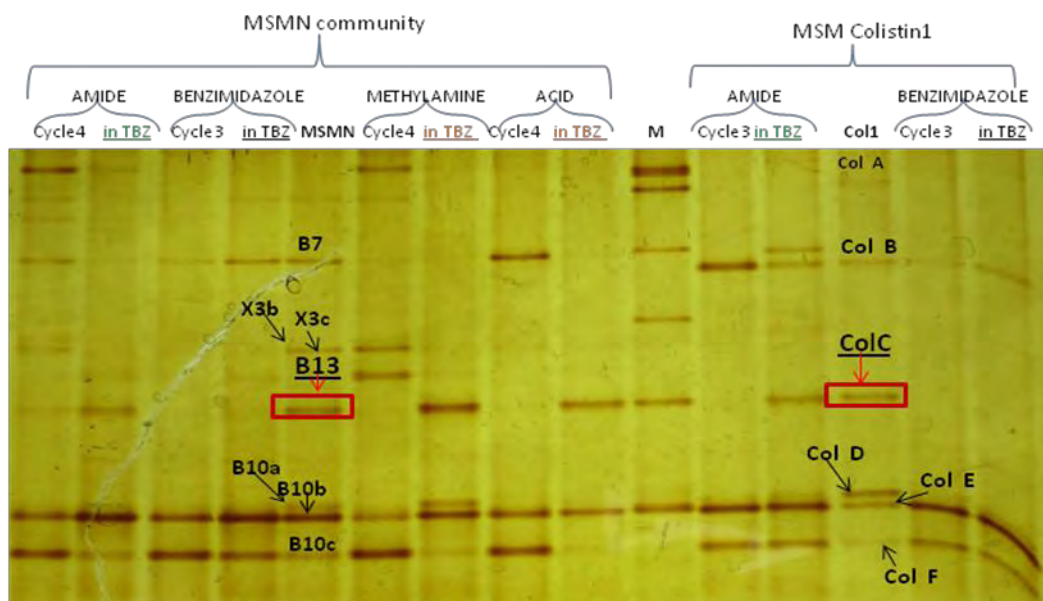 MSMN community MSM Colistin1
AMIDE BENZIMIDAZOLE METHYLAMINE ACID AMIDE BENZIMIDAZOLE
Cycle4 in TBZ Cycle3 in TBZ MSMN Cycle4 in TBZ Cycle4 in TBZ M Cycle3 in TBZ Col1 Cycle3 in TBZ
Col A
B7 Col B
X3b X3c
B13 ColC
B10a Col D
B10b Col E
B10c
Col F